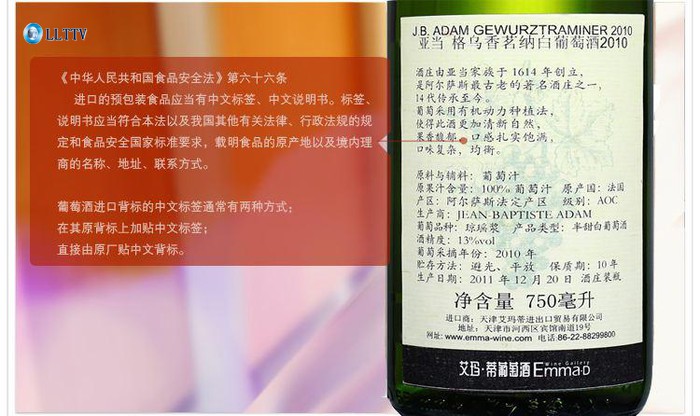 LLTTV
《中华人民共和国食品安全法》第六十六条
进口的预包装食品应当有中文标签、中文说明书。标签、
说明书应当符合本法以及我国其他有关法律、行政法规的规
定和食品安全国家标准要求，载明食品的原产地以及境内理
商的名称、地址、联系方式。
葡萄酒进口背标的中文标签通常有两种方式；
在其原背标上加贴中文标签；
直接由原厂贴中文背标。
J.B. ADAM GEWURZTRAMINER 2010
亚当 格乌香茗纳白葡萄酒2010
酒庄由亚当家族于 1614 年创立，
是阿尔萨斯最古老的著名酒庄之一，
14代传承至今。
葡萄采用有机动力种植法，
使得此酒更加清新自然，
果香馥郁，口感扎实饱满，
口味复杂，均衡。
原料与辅料：葡萄汁
原果汁含量：100% 葡萄汁 原产国：法国
产区：阿尔萨斯法定产区 级别：AOC
生产商：JEAN-BAPTISTE ADAM
葡萄品种：琼瑶浆 产品类型：半甜白葡萄酒
酒精度：13%vol
葡萄采摘年份：2010 年
贮存方法：避光、平放 保质期：10年
生产日期：2011 年 12 月 20 日 酒庄装瓶
净含量 750毫升
进口商：天津艾玛蒂进出口贸易有限公司
地址：天津市河西区宾馆南道19号
网址: www.emma-wine.com 电话:86-22-88299800
艾玛·蒂葡萄酒 Wine Gallery Emma·D